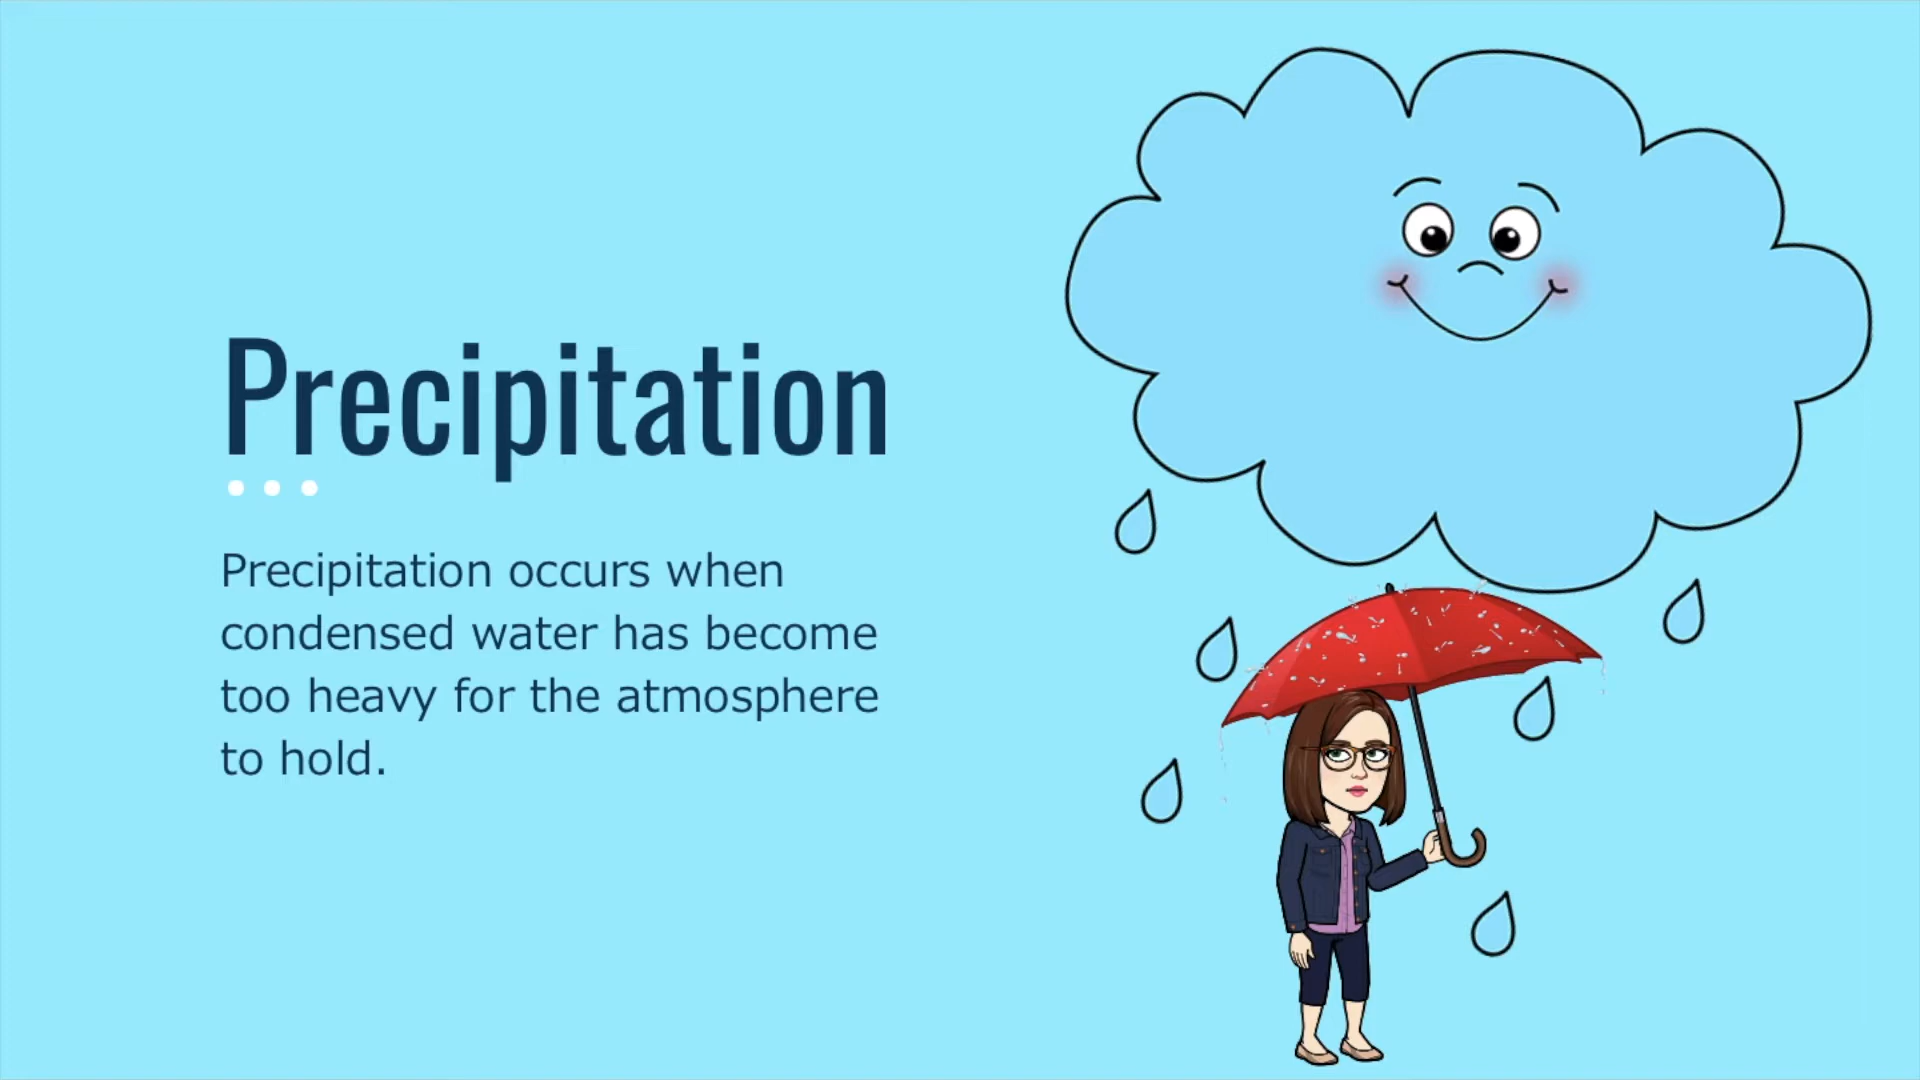 Precipitation
Precipitation occurs when
condensed water has become
too heavy for the atmosphere
to hold.